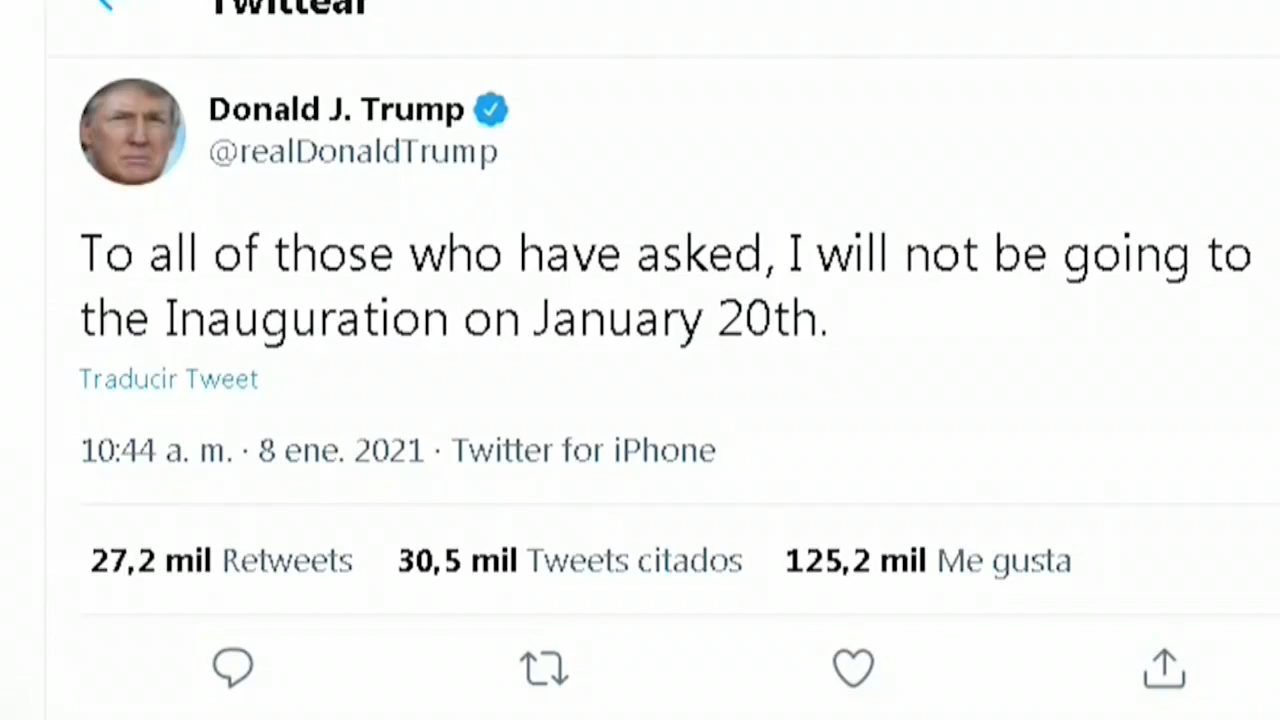 Twittear
Donald J. Trump
@realDonaldTrump
To all of those who have asked, I will not be going to
the Inauguration on January 20th.
Traducir Tweet
10:44 a. m. · 8 ene. 2021 · Twitter for iPhone
27,2 mil Retweets 30,5 mil Tweets citados 125,2 mil Me gusta